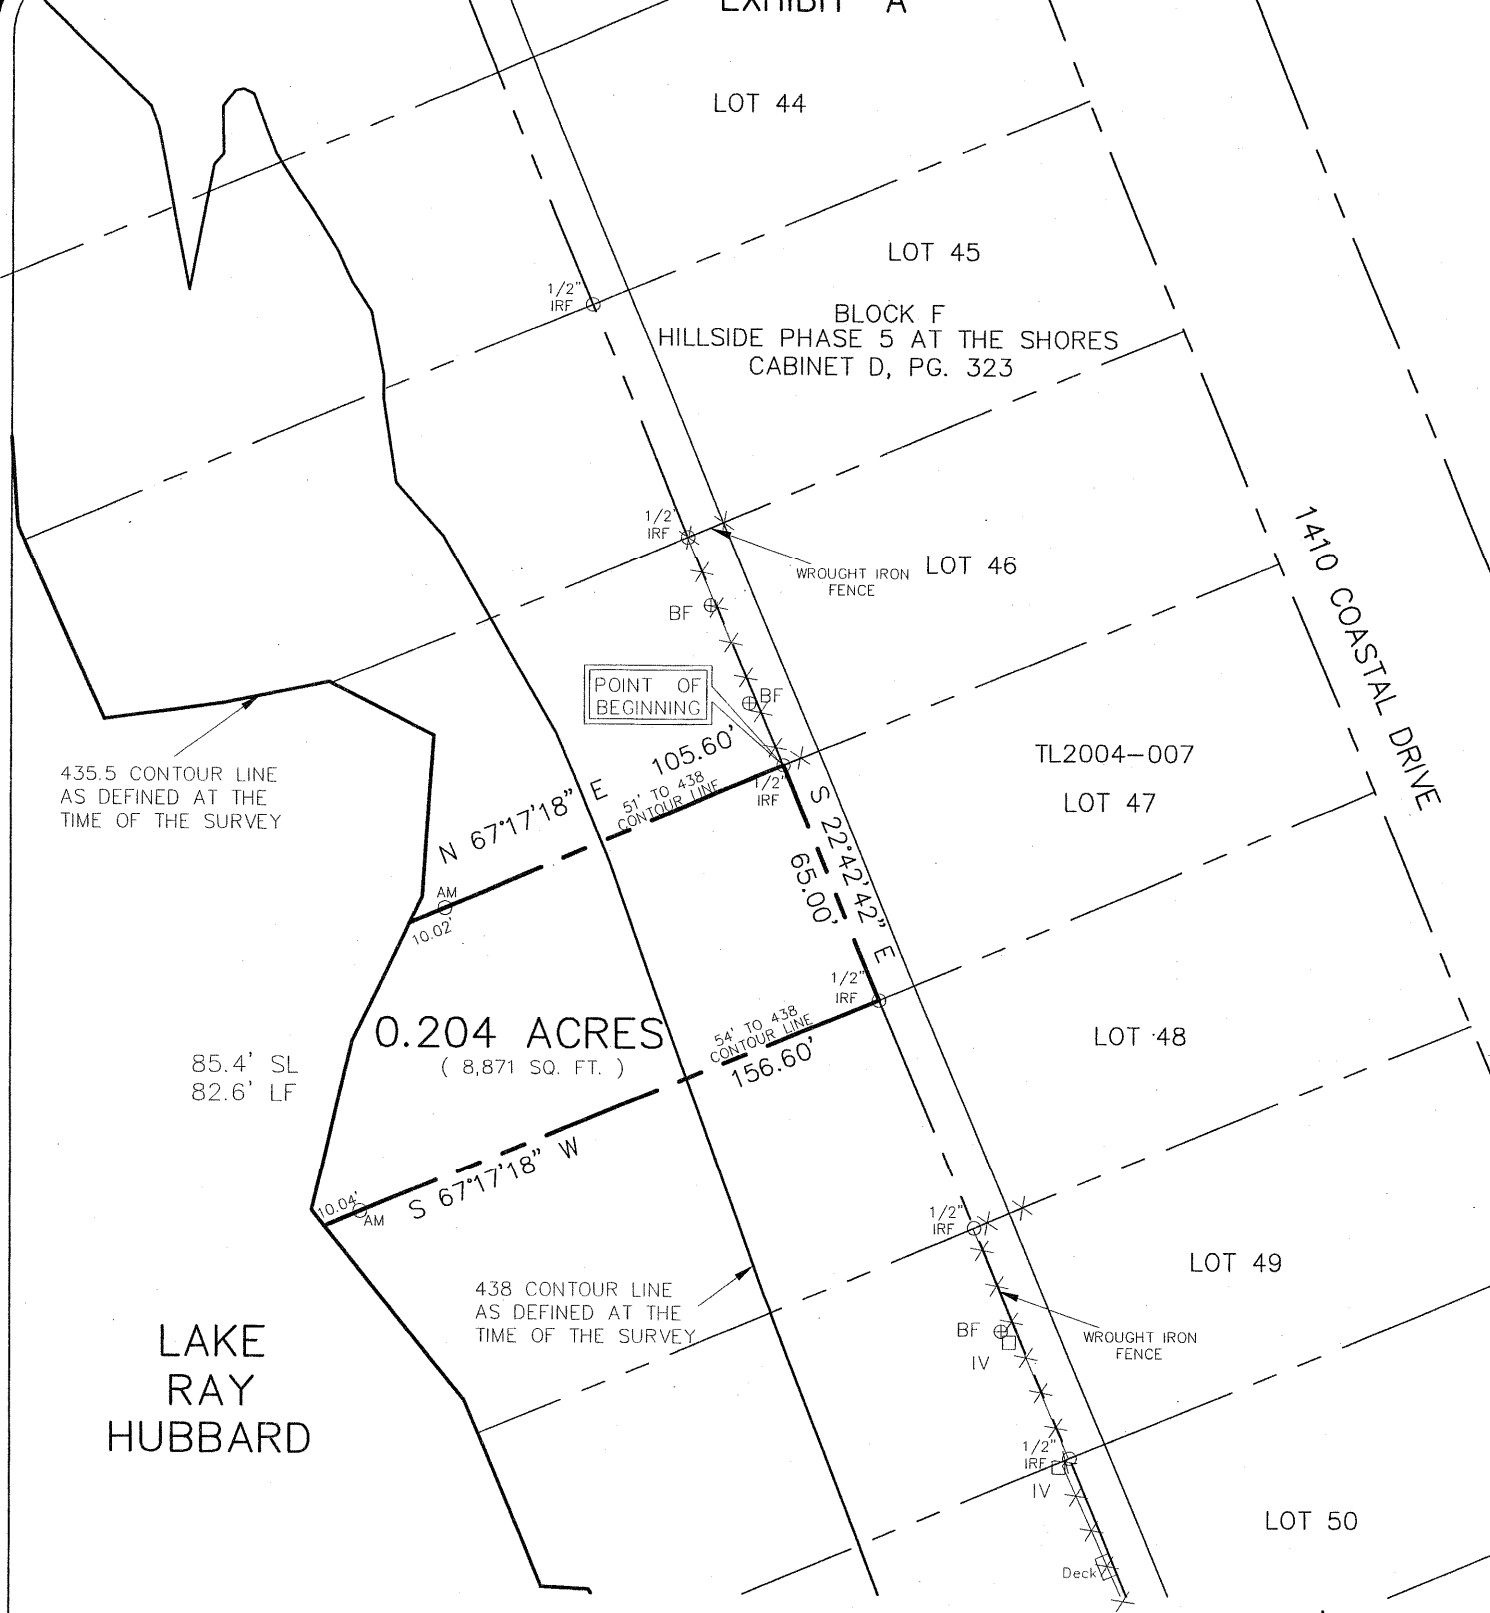 EXHIBIT "A"
LOT 44
LOT 45
BLOCK F
HILLSIDE PHASE 5 AT THE SHORES
CABINET D, PG. 323
1/2"
IRF
1/2"
IRF
WROUGHT IRON
FENCE
LOT 46
1410 COASTAL DRIVE
BF
BF
POINT OF
BEGINNING
435.5 CONTOUR LINE
AS DEFINED AT THE
TIME OF THE SURVEY
N 67°17'18" E
105.60'
51' TO 438
CONTOUR LINE
1/2"
IRF
TL2004-007
LOT 47
S 22°42'42" E
65.00'
AM
10.02'
1/2"
IRF
0.204 ACRES
( 8,871 SQ. FT. )
85.4' SL
82.6' LF
54' TO 438
CONTOUR LINE
156.60'
LOT 48
S 67°17'18" W
10.04'
AM
1/2"
IRF
438 CONTOUR LINE
AS DEFINED AT THE
TIME OF THE SURVEY
LOT 49
BF
IV
WROUGHT IRON
FENCE
LAKE
RAY
HUBBARD
1/2"
IRF
IV
LOT 50
Deck